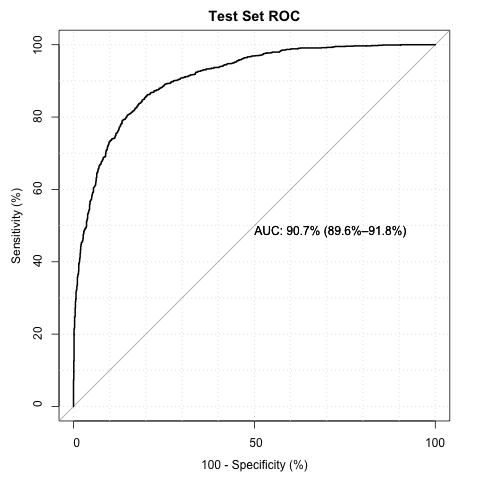 Test Set ROC
100
80
60
40
20
0
Sensitivity (%)
AUC: 90.7% (89.6%–91.8%)
0 50 100
100 - Specificity (%)